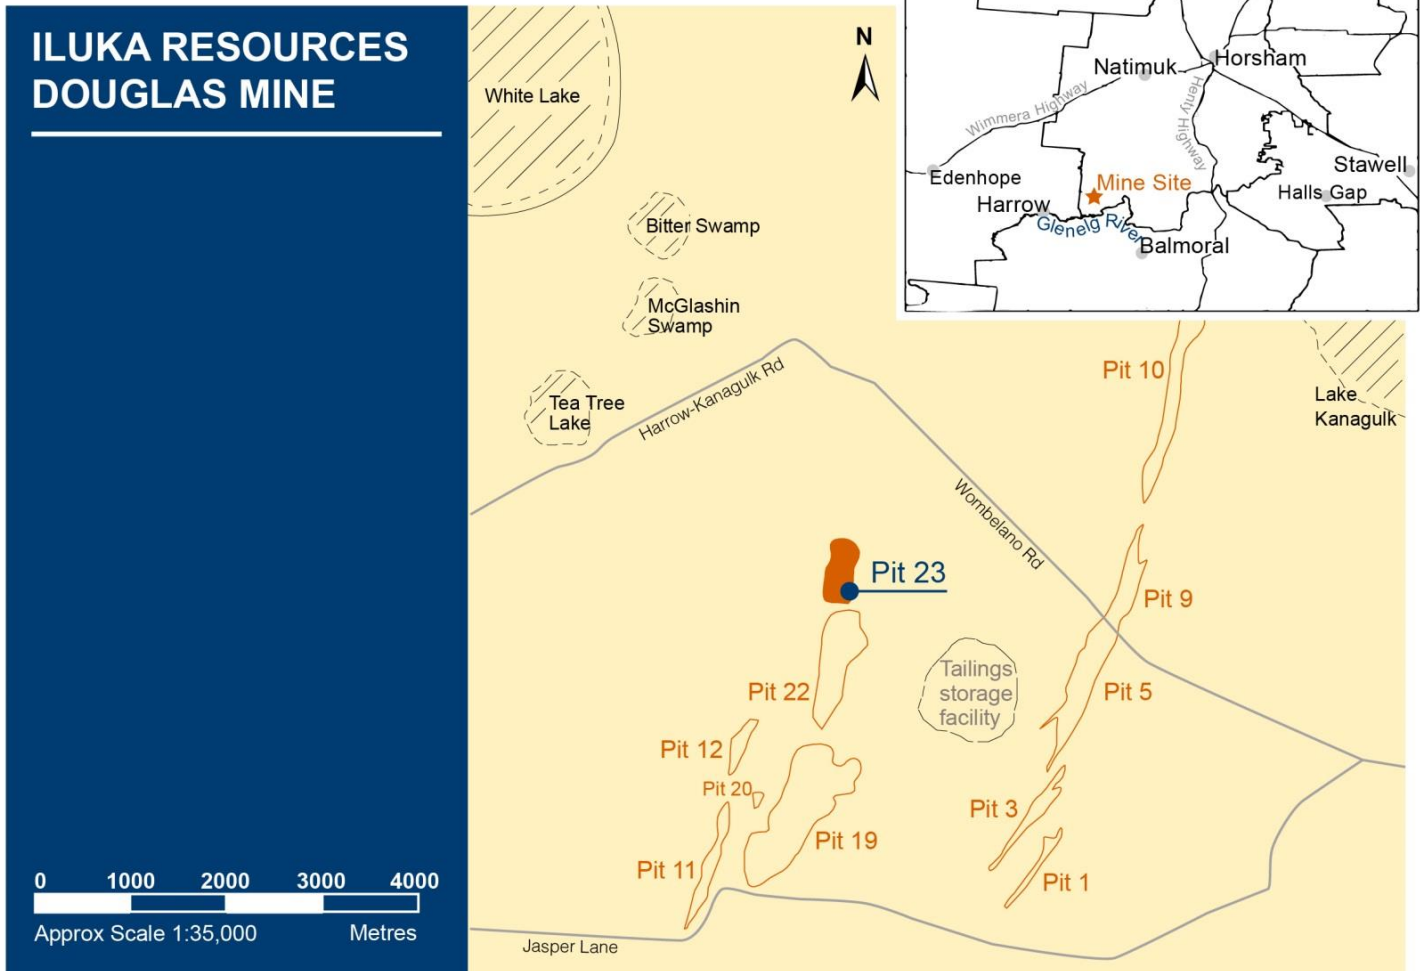 ILUKA RESOURCES
DOUGLAS MINE
0 1000 2000 3000 4000
Approx Scale 1:35,000 Metres
N
White Lake
Bitter Swamp
McGlashin
Swamp
Tea Tree
Lake
Harrow-Kanagulk Rd
Wombelano Rd
Lake
Kanagulk
Pit 10
Pit 23
Pit 9
Tailings
storage
facility
Pit 22
Pit 5
Pit 12
Pit 20
Pit 3
Pit 19
Pit 11
Pit 1
Jasper Lane
Natimuk
Horsham
Wimmera Highway
Henty Highway
Edenhope
Mine Site
Stawell
Halls Gap
Harrow
Glenelg River
Balmoral